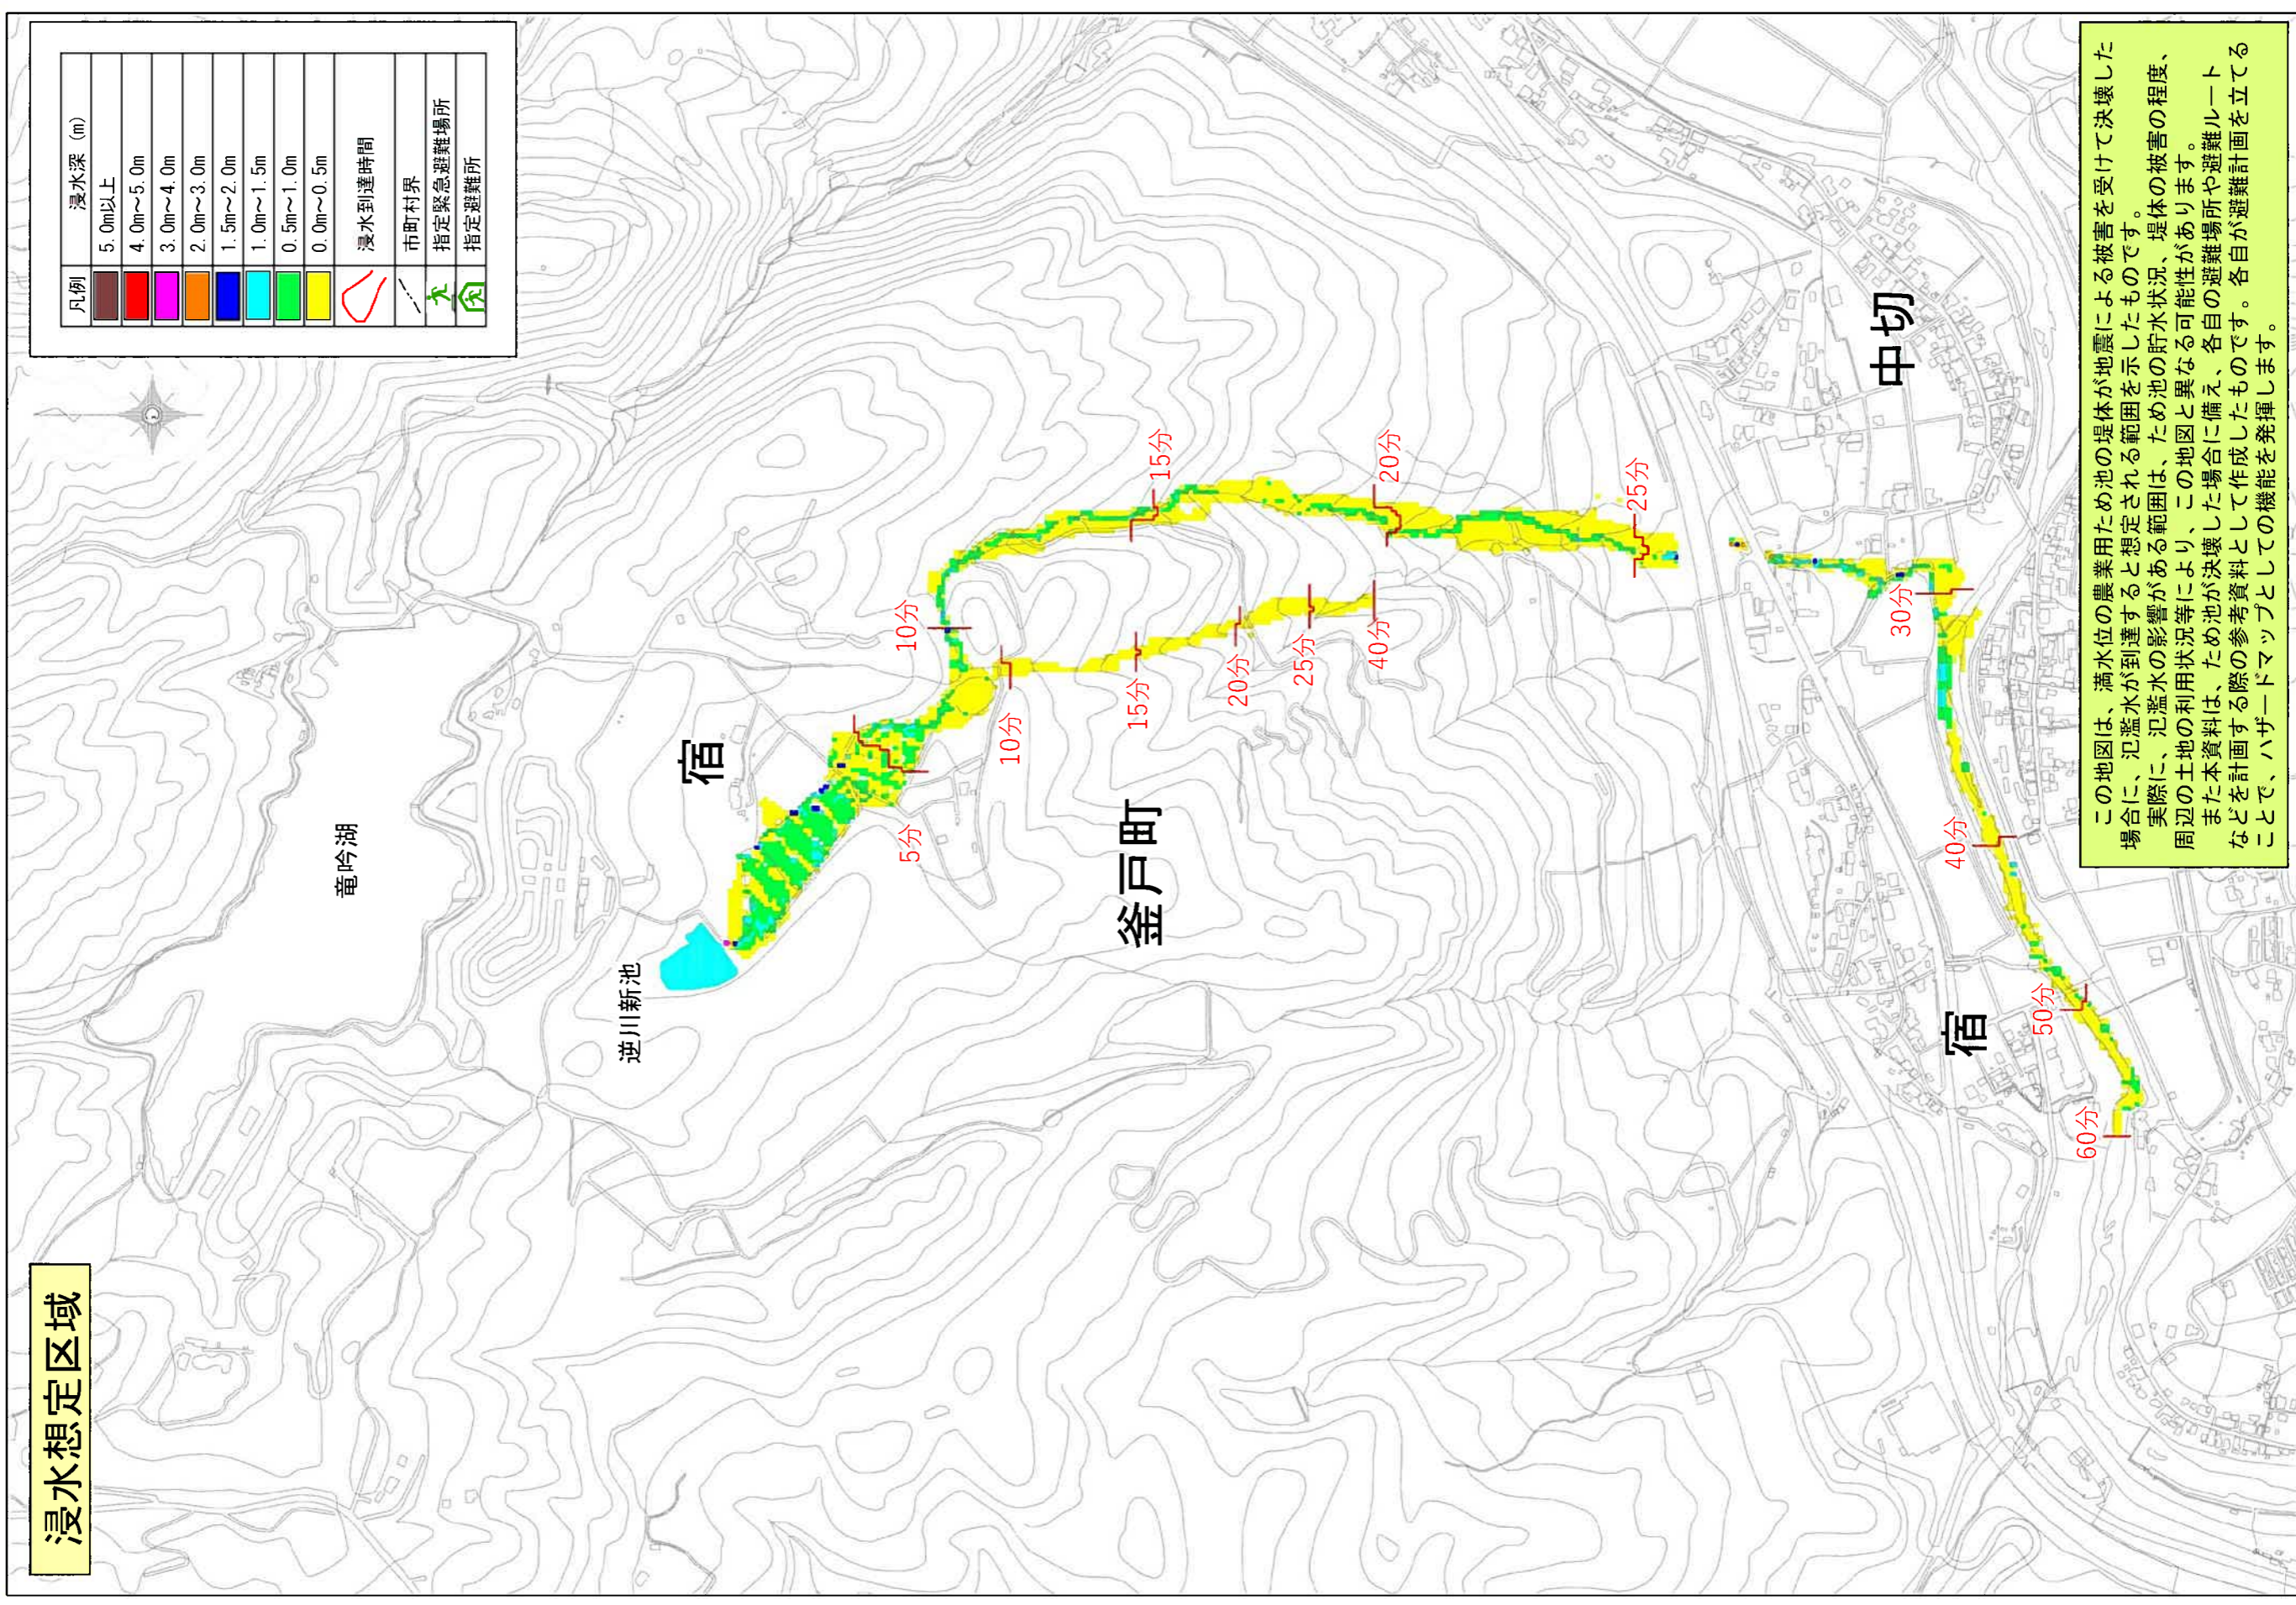 浸水想定区域
凡例 浸水深 (m)
5.0m以上
4.0m～5.0m
3.0m～4.0m
2.0m～3.0m
1.5m～2.0m
1.0m～1.5m
0.5m～1.0m
0.0m～0.5m
浸水到達時間
市町村界
指定緊急避難場所
指定避難所
竜吟湖
逆川新池
宿
5分
10分
10分
釜戸町
15分
15分
20分
25分
40分
20分
25分
中切
30分
40分
宿
50分
60分
この地図は、満水位の農業用ため池の堤体が地震による被害を受けて決壊した
場合に、氾濫水が到達すると想定される範囲を示したものです。
実際に、氾濫水の影響がある範囲は、ため池の貯水状況、堤体の被害の程度、
周辺の土地の利用状況等により、この地図と異なる可能性があります。
また本資料は、ため池が決壊した場合に備え、各自の避難場所や避難ルート
などを計画する際の参考資料として作成したものです。各自が避難計画を立てる
ことで、ハザードマップとしての機能を発揮します。